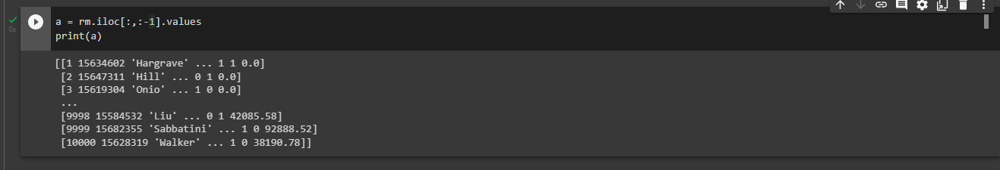 a = rm.iloc[:,:-1].values
print(a)
0s
[[1 15634602 'Hargrave' ... 1 1 0.0]
[2 15647311 'Hill' ... 0 1 0.0]
[3 15619304 'Onio' ... 1 0 0.0]
...
[9998 15584532 'Liu' ... 0 1 42085.58]
[9999 15682355 'Sabbatini' ... 1 0 92888.52]
[10000 15628319 'Walker' ... 1 0 38190.78]]